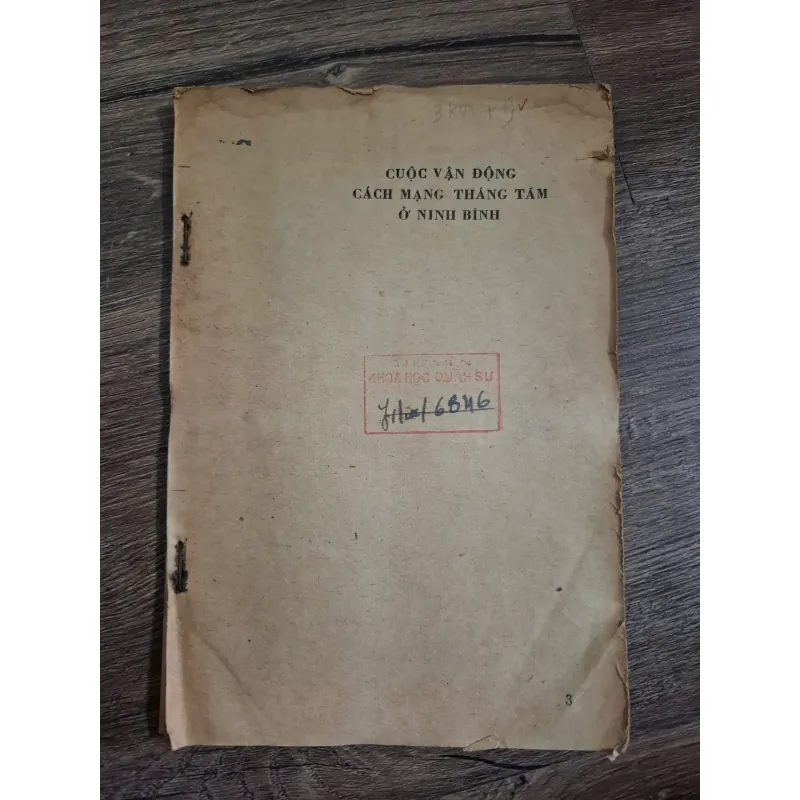 CUỘC VẬN ĐỘNG
CÁCH MẠNG THÁNG TÁM
Ở NINH BÌNH
KHOA HỌC QUÂN SỰ
6846
3